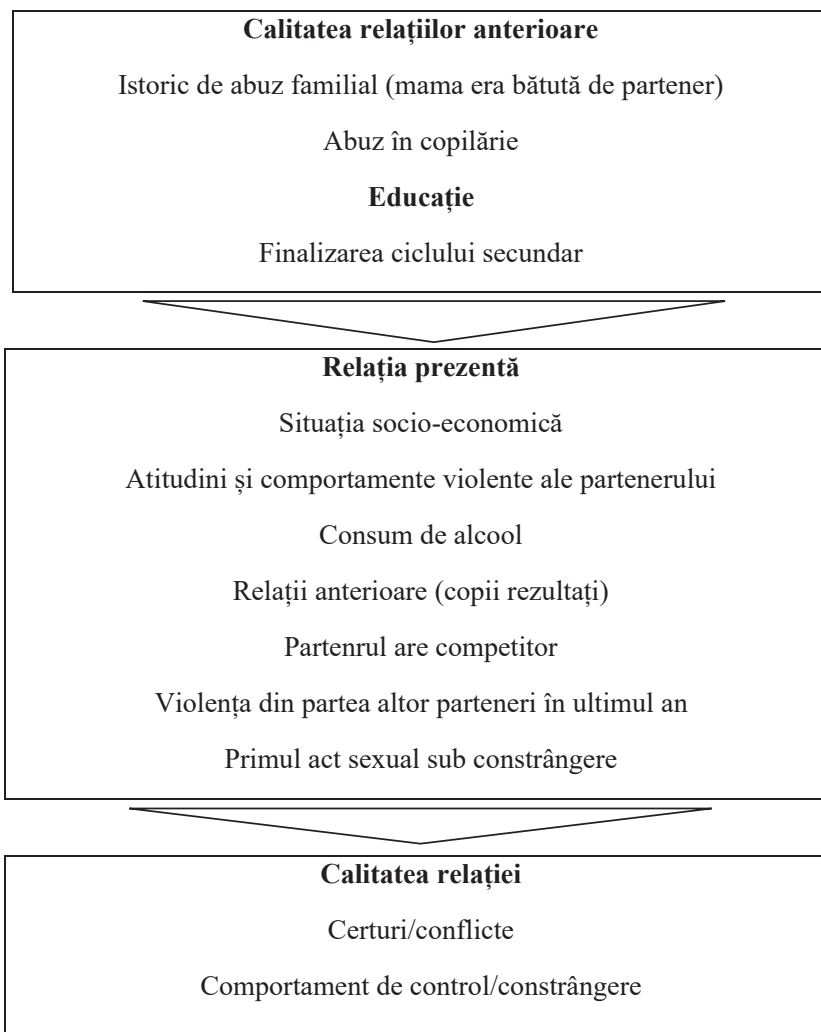 Calitatea relațiilor anterioare
Istoric de abuz familial (mama era bătută de partener)
Abuz în copilărie
Educație
Finalizarea ciclului secundar
Relația prezentă
Situația socio-economică
Atitudini și comportamente violente ale partenerului
Consum de alcool
Relații anterioare (copii rezultați)
Partenrul are competitor
Violența din partea altor parteneri în ultimul an
Primul act sexual sub constrângere
Calitatea relației
Certuri/conflicte
Comportament de control/constrângere